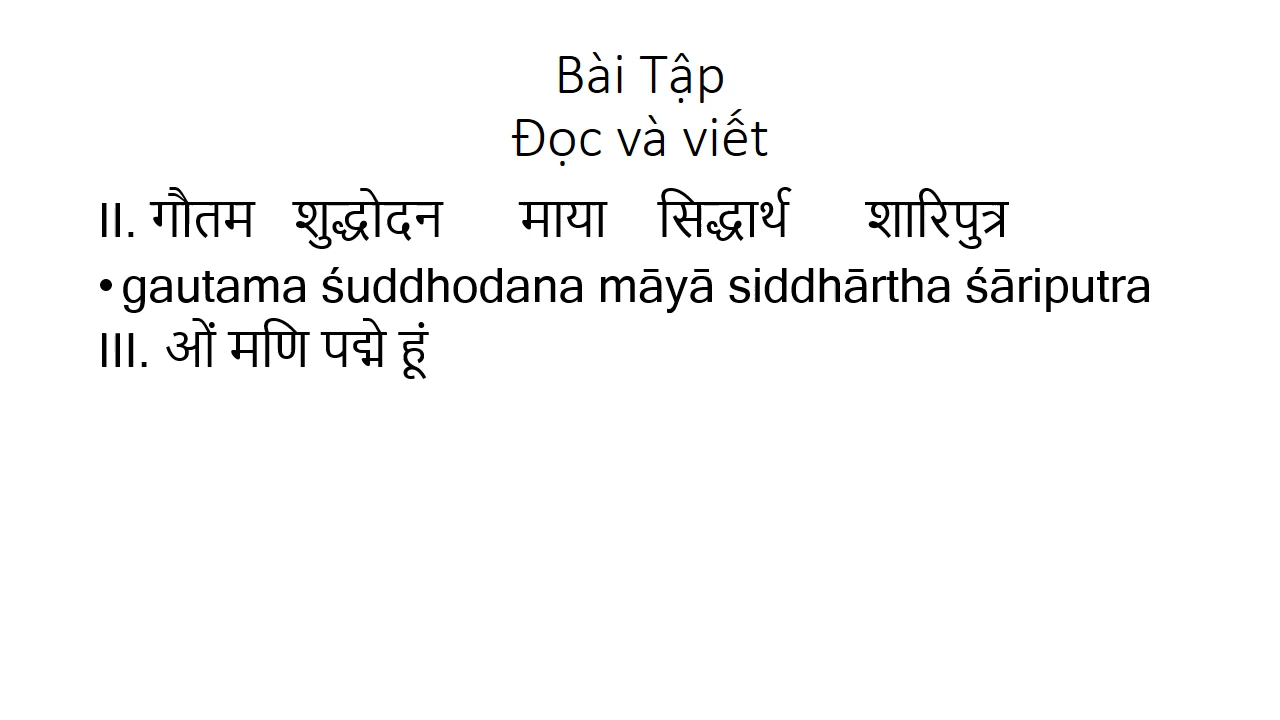 Bài Tập
Đọc và viết
II. गौतम शुद्धोदन माया सिद्धार्थ शारिपुत्र
• gautama śuddhodana māyā siddhārtha śāriputra
III. ओं मणि पद्मे हूं